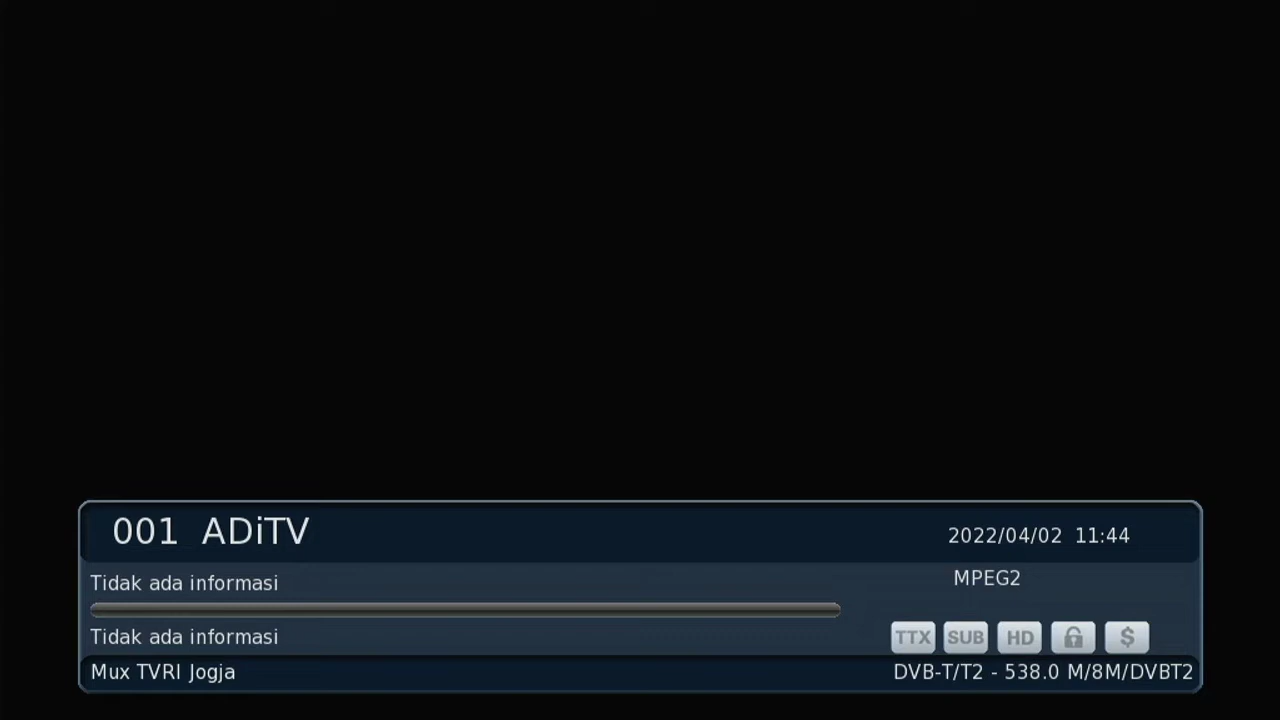 001 ADiTV
2022/04/02 11:44
Tidak ada informasi
MPEG2
Tidak ada informasi
TTX SUB HD $
Mux TVRI Jogja
DVB-T/T2 - 538.0 M/8M/DVBT2